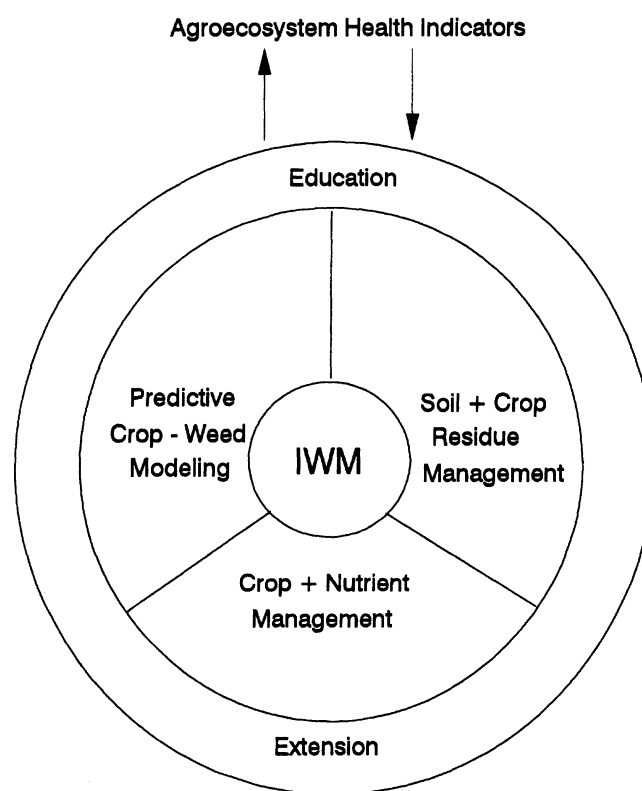 Agroecosystem Health Indicators
Education
Predictive
Crop - Weed
Modeling
IWM
Soil + Crop
Residue
Management
Crop + Nutrient
Management
Extension